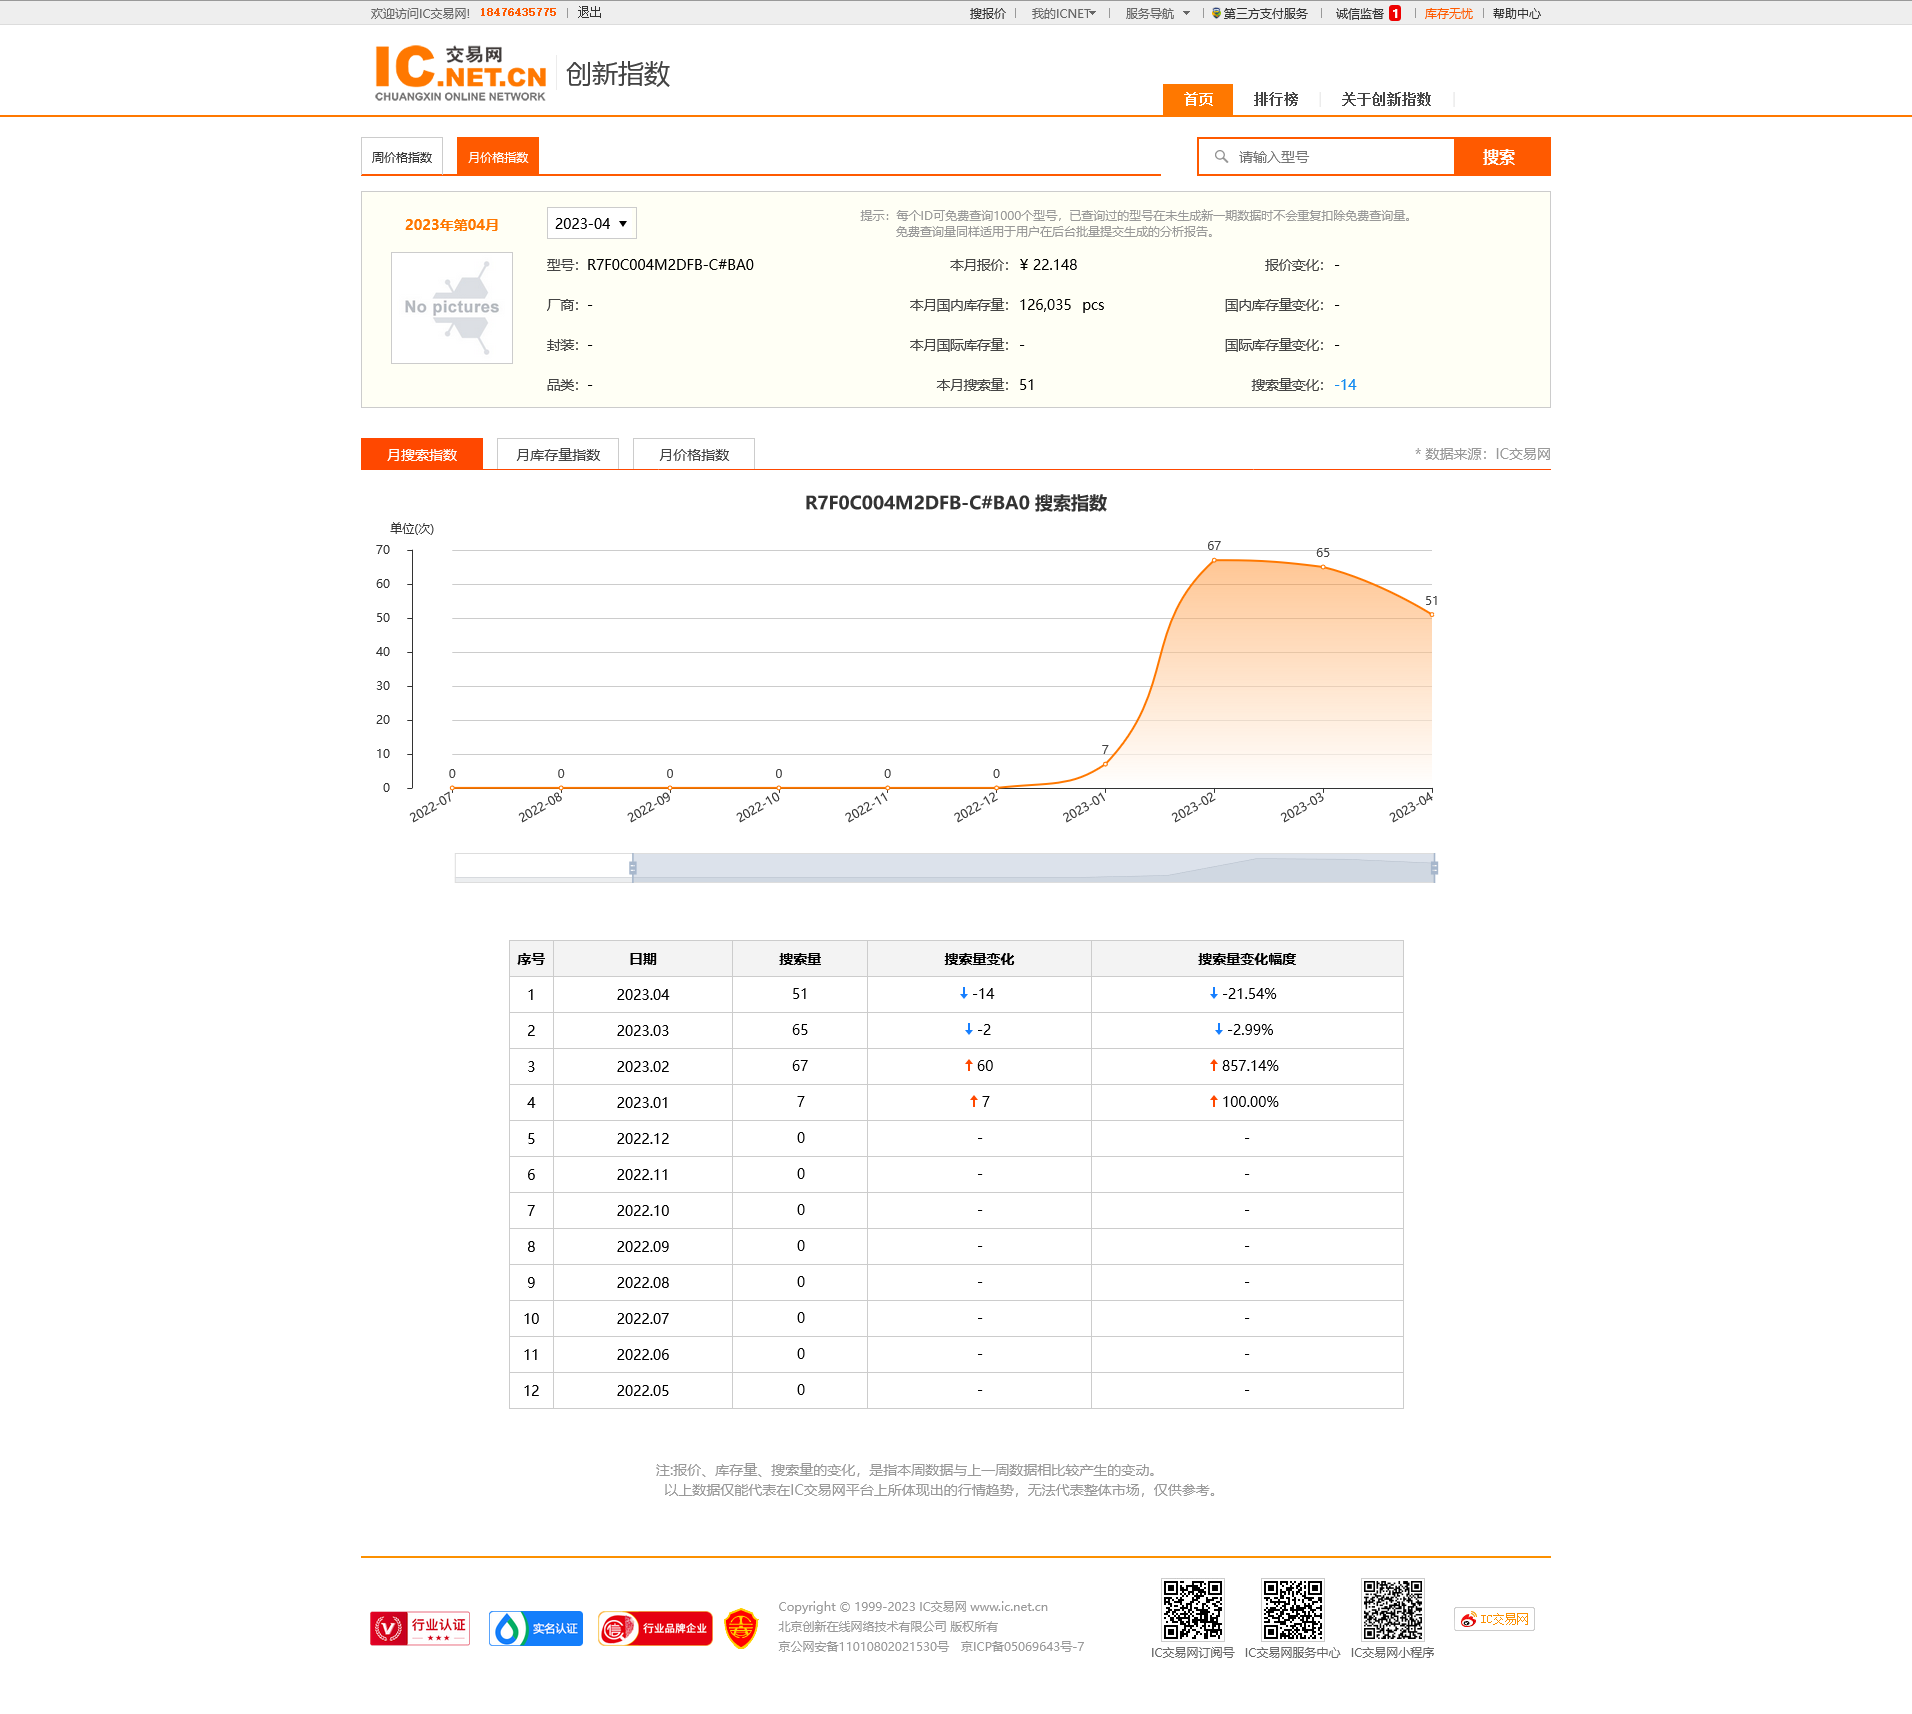 欢迎访问IC交易网! 18476435775 退出 搜报价 我的ICNET 服务导航 第三方支付服务 诚信监督 1 库存无忧 帮助中心
IC.NET.CN 交易网
CHUANGXIN ONLINE NETWORK
创新指数
首页 排行榜 关于创新指数
周价格指数 月价格指数 请输入型号 搜索
2023年第04月 2023-04
提示：每个ID可免费查询1000个型号，已查询过的型号在未生成新一期数据时不会重复扣除免费查询量。
免费查询量同样适用于用户在后台批量提交生成的分析报告。
No pictures
型号：R7F0C004M2DFB-C#BA0 本月报价：¥ 22.148 报价变化：-
厂商：- 本月国内库存量：126,035 pcs 国内库存量变化：-
封装：- 本月国际库存量：- 国际库存量变化：-
品类：- 本月搜索量：51 搜索量变化：-14
月搜索指数 月库存量指数 月价格指数 * 数据来源：IC交易网
R7F0C004M2DFB-C#BA0 搜索指数
单位(次)
70
60
50
40
30
20
10
0
0 0 0 0 0 0 7 67 65 51
2022-07 2022-08 2022-09 2022-10 2022-11 2022-12 2023-01 2023-02 2023-03 2023-04
序号 日期 搜索量 搜索量变化 搜索量变化幅度
1 2023.04 51 ↓ -14 ↓ -21.54%
2 2023.03 65 ↓ -2 ↓ -2.99%
3 2023.02 67 ↑ 60 ↑ 857.14%
4 2023.01 7 ↑ 7 ↑ 100.00%
5 2022.12 0 - -
6 2022.11 0 - -
7 2022.10 0 - -
8 2022.09 0 - -
9 2022.08 0 - -
10 2022.07 0 - -
11 2022.06 0 - -
12 2022.05 0 - -
注:报价、库存量、搜索量的变化，是指本周数据与上一周数据相比较产生的变动。
以上数据仅能代表在IC交易网平台上所体现出的行情趋势，无法代表整体市场，仅供参考。
行业认证 实名认证 行业品牌企业
Copyright © 1999-2023 IC交易网 www.ic.net.cn
北京创新在线网络技术有限公司 版权所有
京公网安备11010802021530号 京ICP备05069643号-7
IC交易网订阅号 IC交易网服务中心 IC交易网小程序
IC交易网